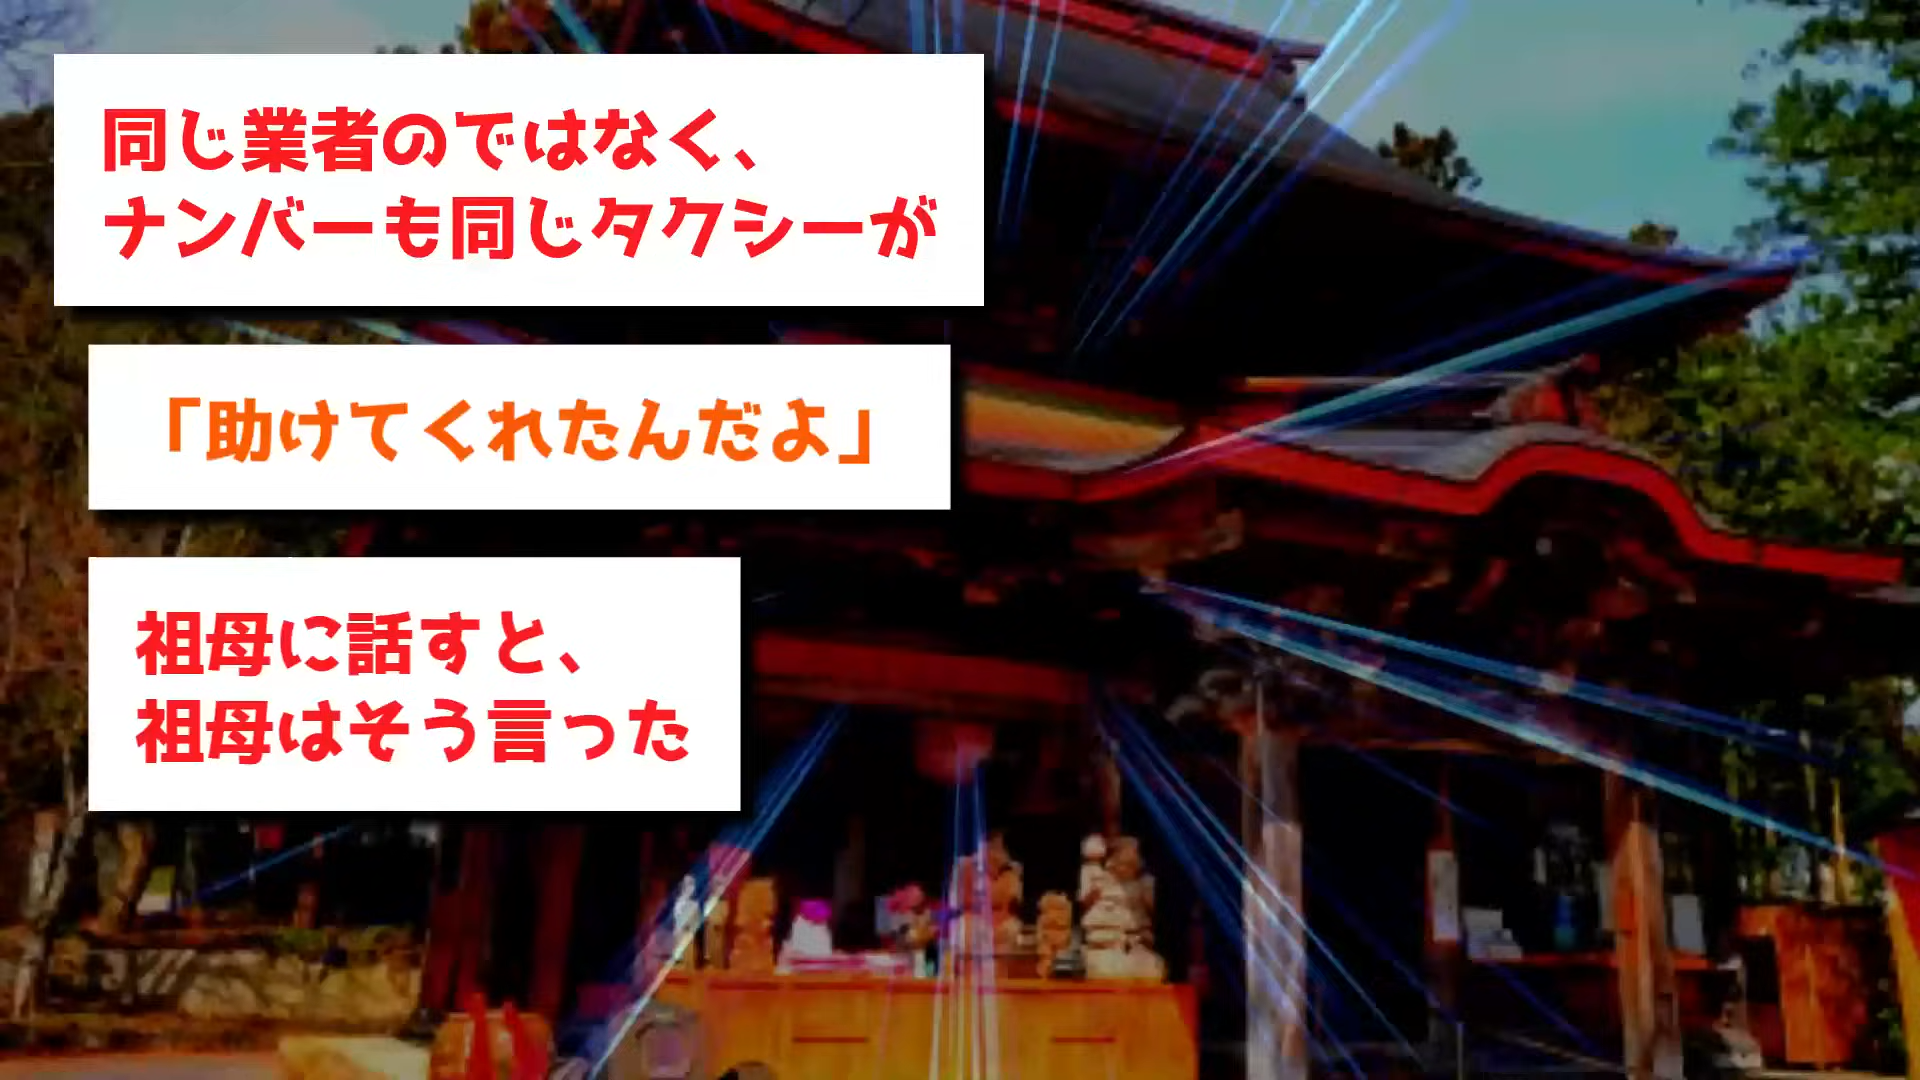 同じ業者のではなく、
ナンバーも同じタクシーが
「助けてくれたんだよ」
祖母に話すと、
祖母はそう言った